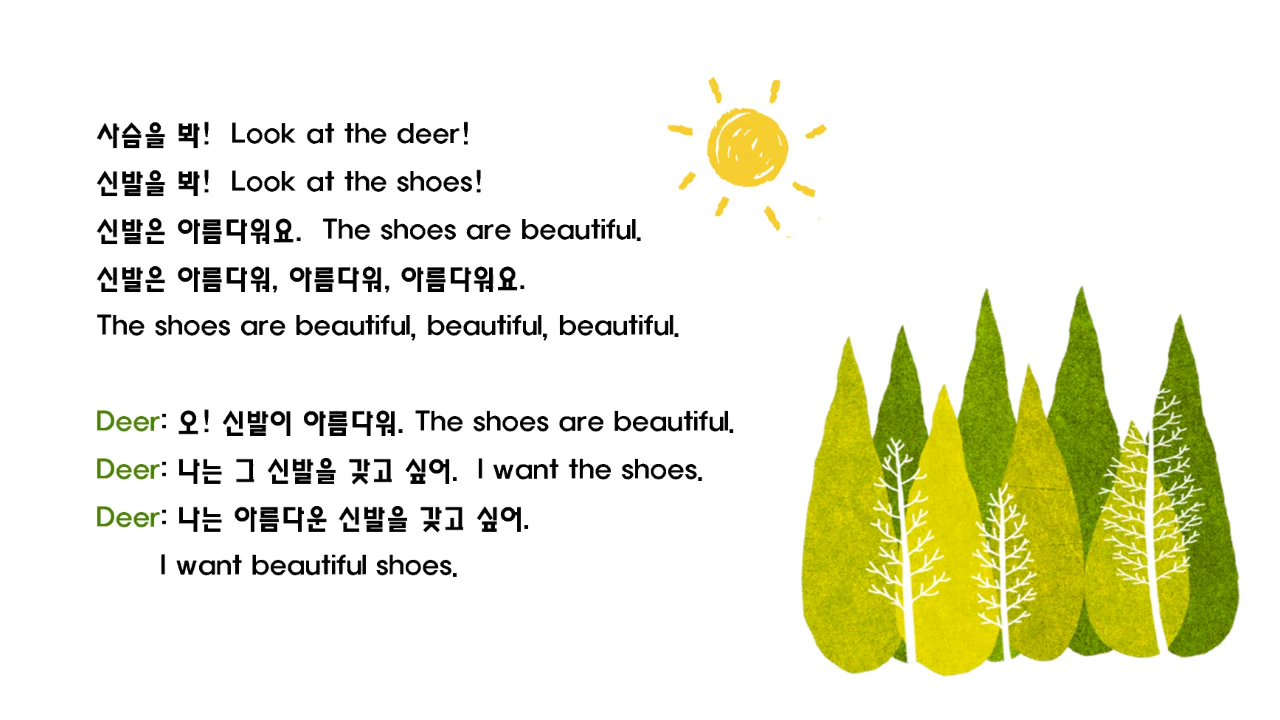 사슴을 봐! Look at the deer!
신발을 봐! Look at the shoes!
신발은 아름다워요. The shoes are beautiful.
신발은 아름다워, 아름다워, 아름다워요.
The shoes are beautiful, beautiful, beautiful.
Deer: 오! 신발이 아름다워. The shoes are beautiful.
Deer: 나는 그 신발을 갖고 싶어. I want the shoes.
Deer: 나는 아름다운 신발을 갖고 싶어.
I want beautiful shoes.